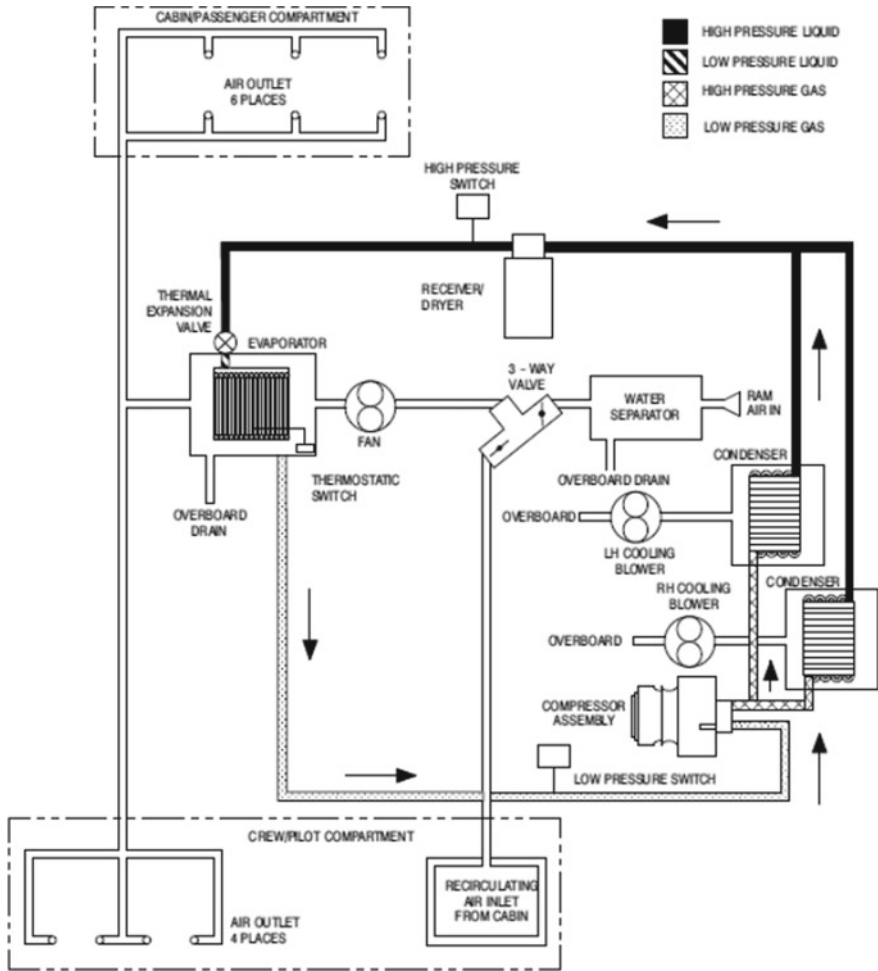 CABIN/PASSENGER COMPARTMENT
AIR OUTLET
6 PLACES
HIGH PRESSURE LIQUID
LOW PRESSURE LIQUID
HIGH PRESSURE GAS
LOW PRESSURE GAS
HIGH PRESSURE
SWITCH
RECEIVER/
DRYER
THERMAL
EXPANSION
VALVE
EVAPORATOR
3 - WAY
VALVE
WATER
SEPARATOR
RAM
AIR IN
FAN
THERMOSTATIC
SWITCH
OVERBOARD
DRAIN
OVERBOARD DRAIN
CONDENSER
OVERBOARD
LH COOLING
BLOWER
CONDENSER
RH COOLING
BLOWER
OVERBOARD
COMPRESSOR
ASSEMBLY
LOW PRESSURE SWITCH
CREW/PILOT COMPARTMENT
AIR OUTLET
4 PLACES
RECIRCULATING
AIR INLET
FROM CABIN